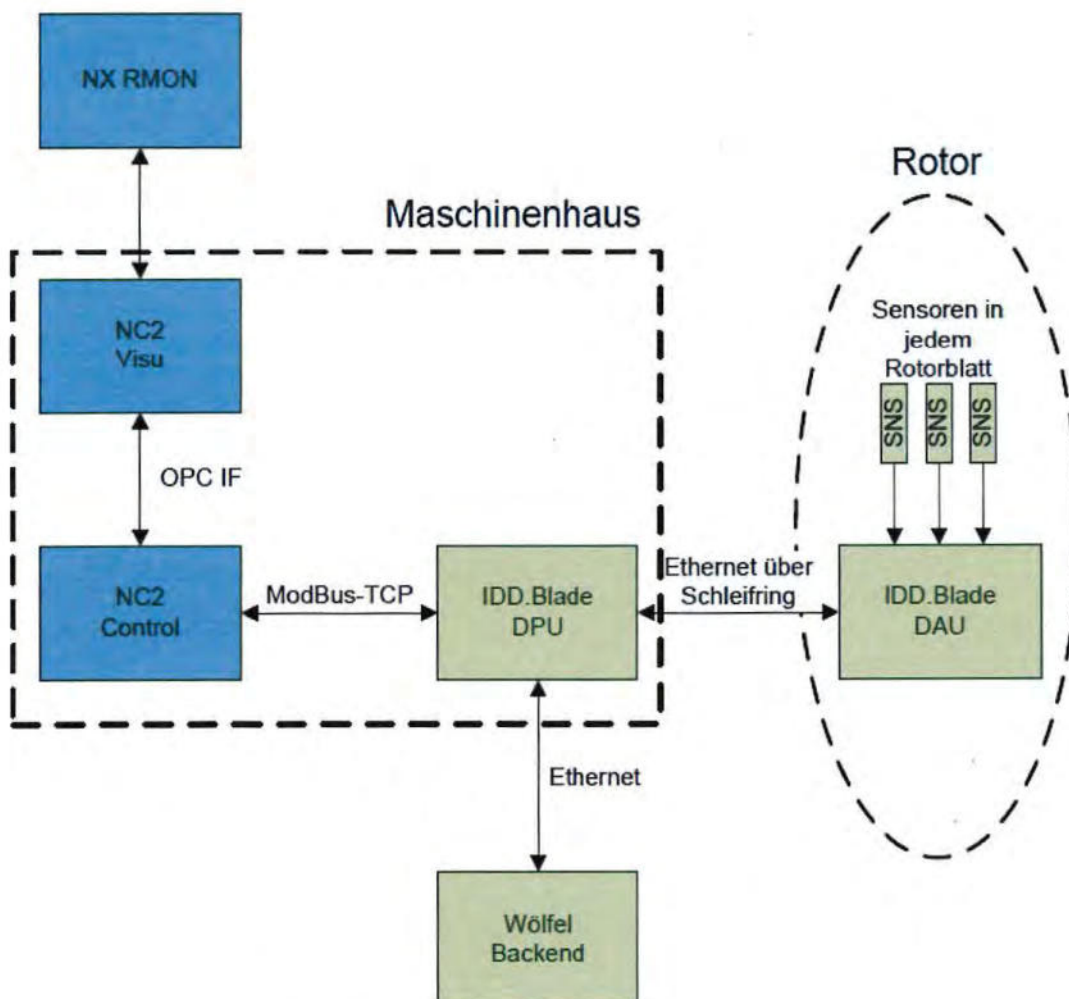 NX RMON
Maschinenhaus
Rotor
NC2
Visu
Sensoren in
jedem
Rotorblatt
SNS
SNS
SNS
OPC IF
NC2
Control
ModBus-TCP
IDD.Blade
DPU
Ethernet über
Schleifring
IDD.Blade
DAU
Ethernet
Wölfel
Backend